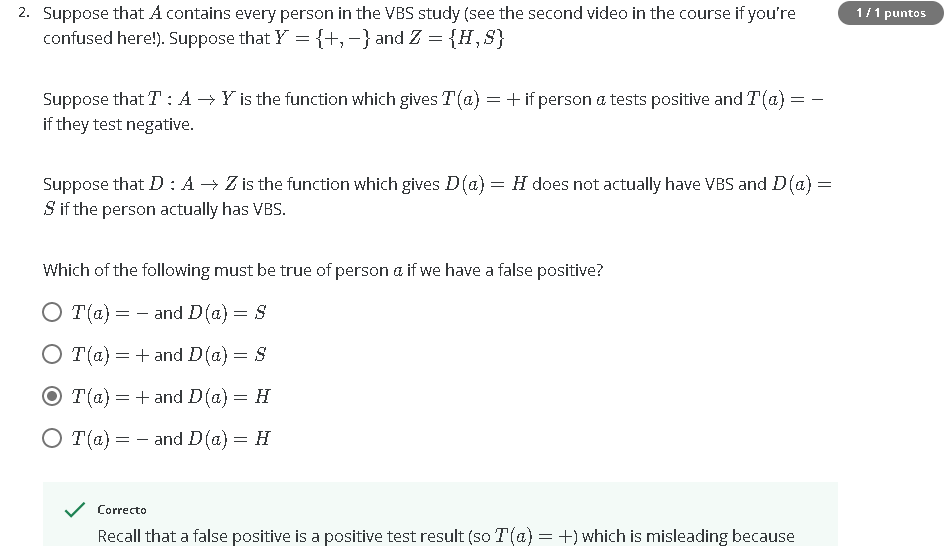 2. Suppose that A contains every person in the VBS study (see the second video in the course if you're
1 / 1 puntos
confused here!). Suppose that Y = {+, −} and Z = {H, S}
Suppose that T : A → Y is the function which gives T(a) = + if person a tests positive and T(a) = −
if they test negative.
Suppose that D : A → Z is the function which gives D(a) = H does not actually have VBS and D(a) =
S if the person actually has VBS.
Which of the following must be true of person a if we have a false positive?
T(a) = − and D(a) = S
T(a) = + and D(a) = S
T(a) = + and D(a) = H
T(a) = − and D(a) = H
Correcto
Recall that a false positive is a positive test result (so T(a) = +) which is misleading because